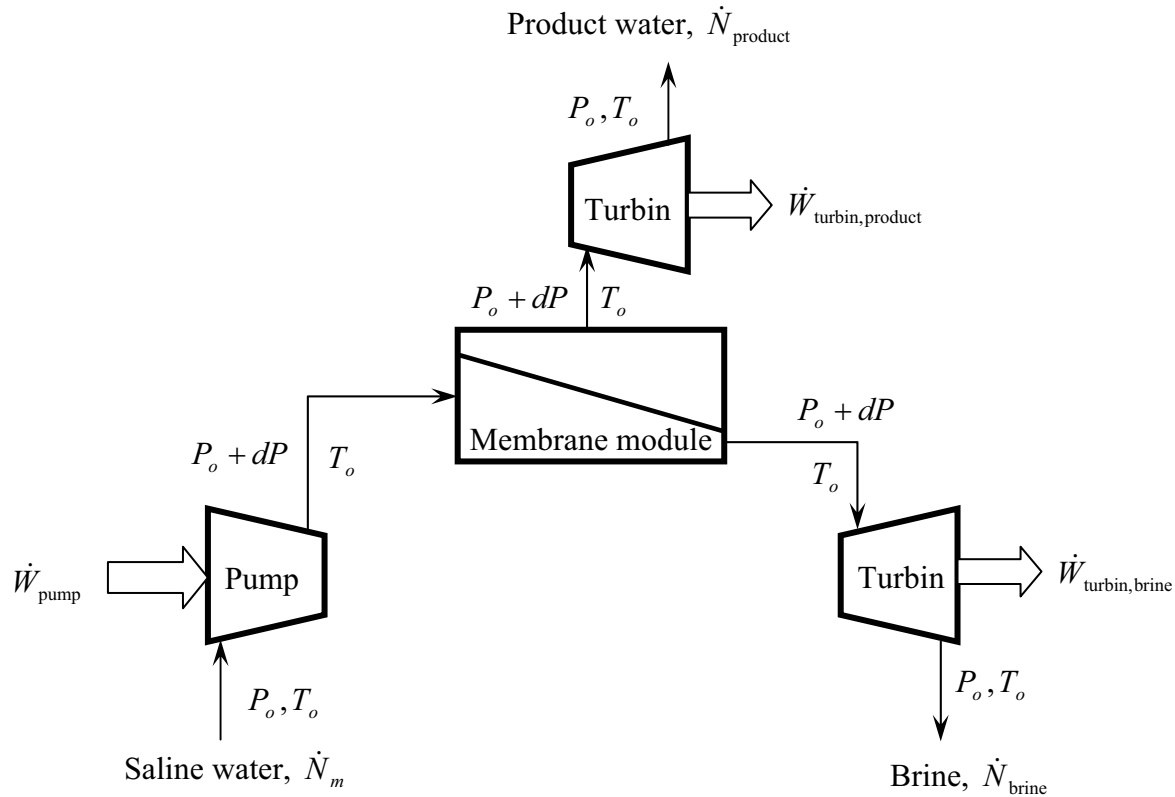 Product water, Ṅ_product
P_o, T_o
Turbin
Ẇ_turbin,product
P_o + dP T_o
Membrane module
P_o + dP
T_o
P_o + dP T_o
Ẇ_pump
Pump
Turbin
Ẇ_turbin,brine
P_o, T_o
P_o, T_o
Saline water, Ṅ_m
Brine, Ṅ_brine